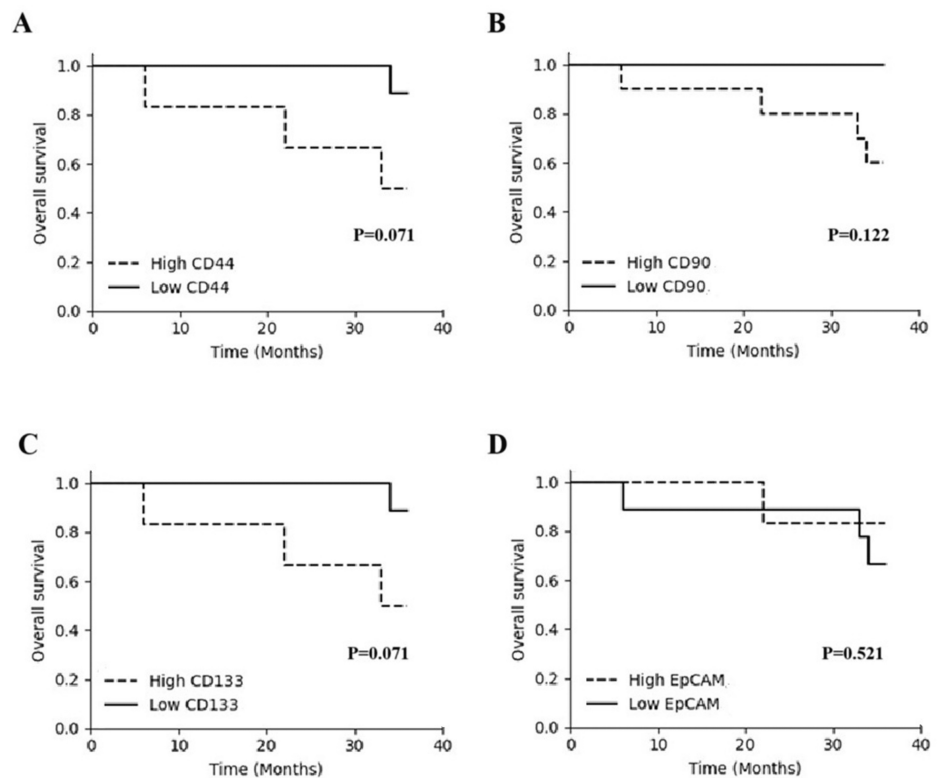 A
Overall survival
1.0
0.8
0.6
0.4
0.2
0.0
P=0.071
High CD44
Low CD44
0 10 20 30 40
Time (Months)
B
Overall survival
1.0
0.8
0.6
0.4
0.2
0.0
P=0.122
High CD90
Low CD90
0 10 20 30 40
Time (Months)
C
Overall survival
1.0
0.8
0.6
0.4
0.2
0.0
P=0.071
High CD133
Low CD133
0 10 20 30 40
Time (Months)
D
Overall survival
1.0
0.8
0.6
0.4
0.2
0.0
P=0.521
High EpCAM
Low EpCAM
0 10 20 30 40
Time (Months)